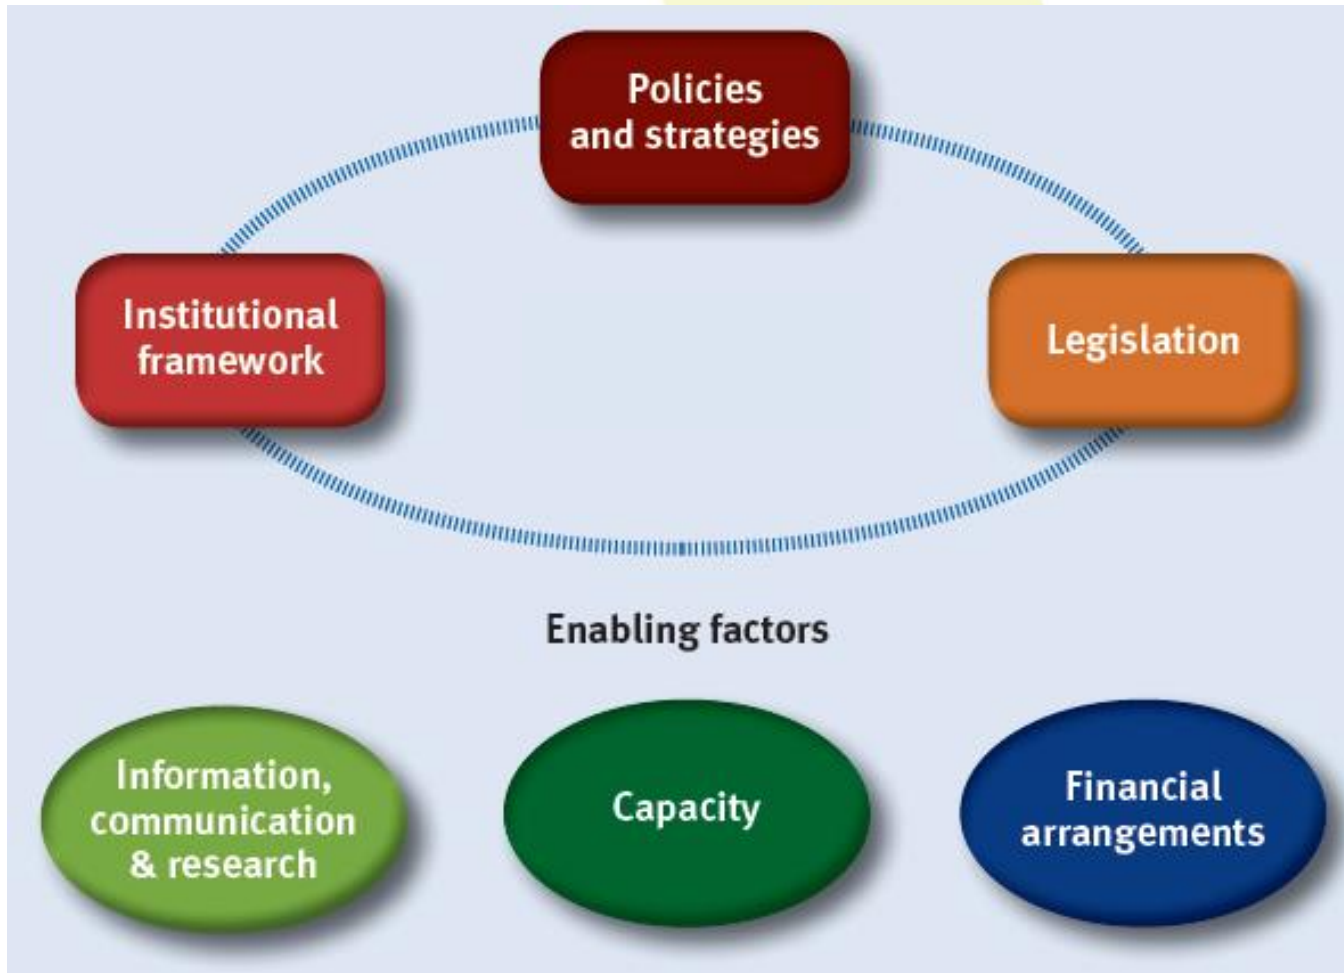 Policies
and strategies
Institutional
framework
Legislation
Enabling factors
Information,
communication
& research
Capacity
Financial
arrangements